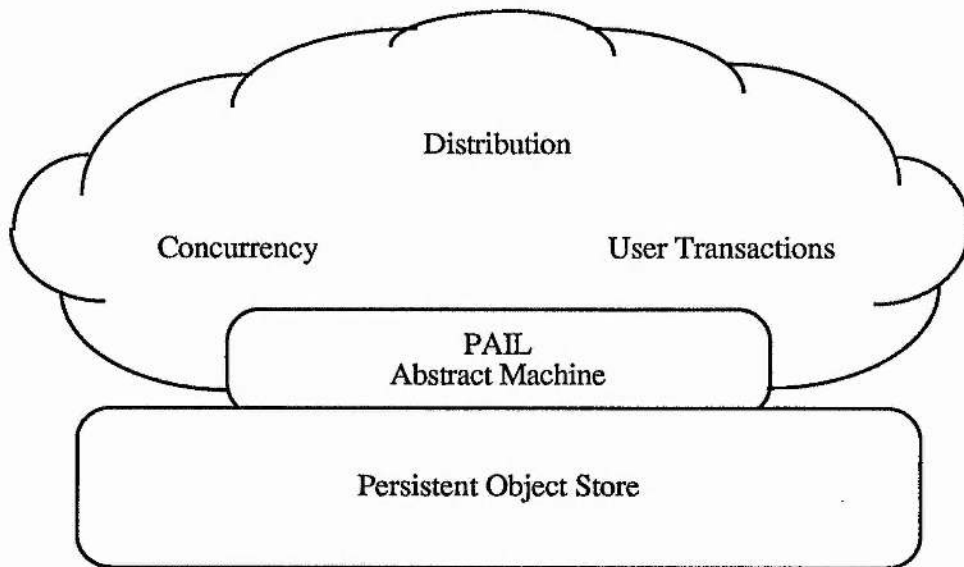 Distribution
Concurrency
User Transactions
PAIL
Abstract Machine
Persistent Object Store